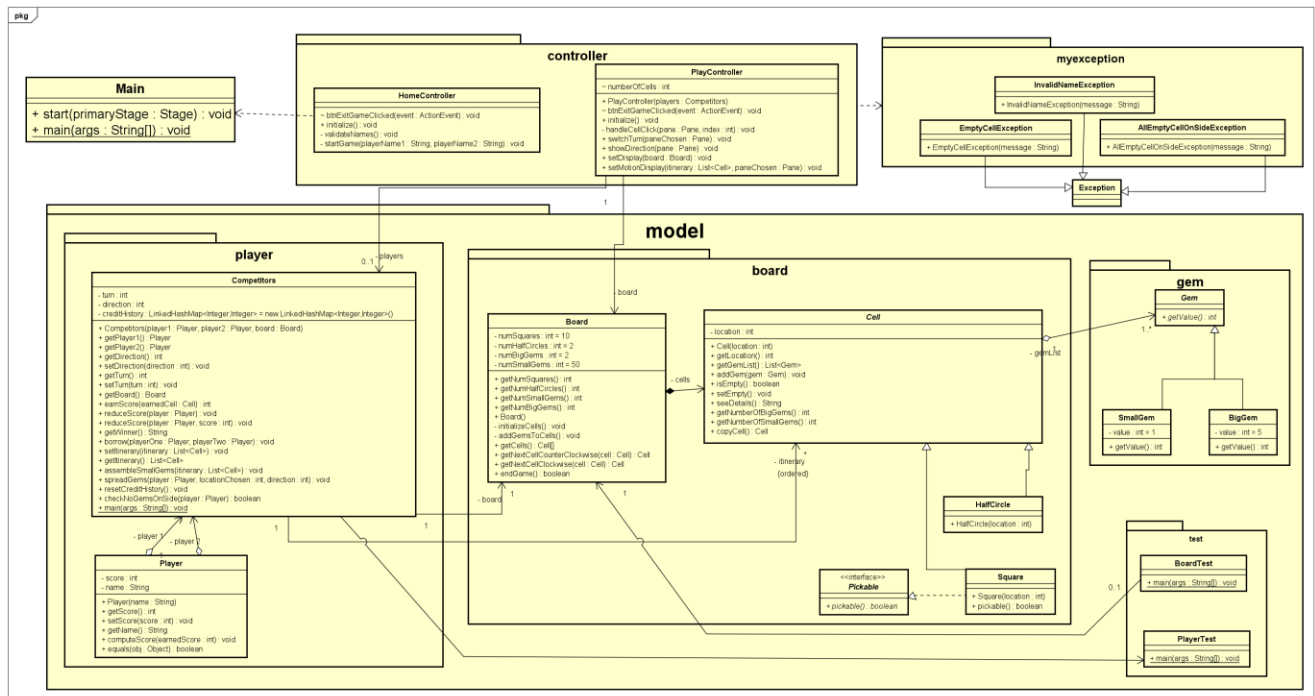 pkg
Main
+ start(primaryStage : Stage) : void
+ main(args : String[]) : void
controller
HomeController
~ btnExitGameClicked(event : ActionEvent) : void
+ initialize() : void
- validateNames() : void
- startGame(playerName1 : String, playerName2 : String) : void
PlayController
~ numberOfCells : int
+ PlayController(players : Competitors)
~ btnExitGameClicked(event : ActionEvent) : void
+ initialize() : void
- handleCellClick(pane : Pane, index : int) : void
+ switchTurn(paneChosen : Pane) : void
+ showDirection(pane : Pane) : void
+ setDisplay(board : Board) : void
+ setMotionDisplay(itinerary : List<Cell>, paneChosen : Pane) : void
myexception
InvalidNameException
+ InvalidNameException(message : String)
EmptyCellException
+ EmptyCellException(message : String)
AllEmptyCellOnSideException
+ AllEmptyCellOnSideException(message : String)
Exception
model
player
1
- players
0..1
Competitors
- turn : int
- direction : int
- creditHistory : LinkedHashMap<Integer,Integer> = new LinkedHashMap<Integer,Integer>()
+ Competitors(player1 : Player, player2 : Player, board : Board)
+ getPlayer1() : Player
+ getPlayer2() : Player
+ getDirection() : int
+ setDirection(direction : int) : void
+ getTurn() : int
+ setTurn(turn : int) : void
+ getBoard() : Board
+ earnScore(earnedCell : Cell) : int
+ reduceScore(player : Player) : void
+ reduceScore(player : Player, score : int) : void
+ getWinner() : String
+ borrow(playerOne : Player, playerTwo : Player) : void
+ setItinerary(itinerary : List<Cell>) : void
+ getItinerary() : List<Cell>
+ assembleSmallGems(itinerary : List<Cell>) : void
+ spreadGems(player : Player, locationChosen : int, direction : int) : void
+ resetCreditHistory() : void
+ checkNoGemsOnSide(player : Player) : boolean
+ main(args : String[]) : void
- player 1
- player 2
1
Player
- score : int
- name : String
+ Player(name : String)
+ getScore() : int
+ setScore(score : int) : void
+ getName() : String
+ computeScore(earnedScore : int) : void
+ equals(obj : Object) : boolean
board
- board
Board
- numSquares : int = 10
- numHalfCircles : int = 2
- numBigGems : int = 2
- numSmallGems : int = 50
+ getNumSquares() : int
+ getNumHalfCircles() : int
+ getNumSmallGems() : int
+ getNumBigGems() : int
+ Board()
- initializeCells() : void
- addGemsToCells() : void
+ getCells() : Cell[]
+ getNextCellCounterClockwise(cell : Cell) : Cell
+ getNextCellClockwise(cell : Cell) : Cell
+ endGame() : boolean
- cells
- board
1
1
1
1
Cell
- location : int
+ Cell(location : int)
+ getLocation() : int
+ getGemList() : List<Gem>
+ addGem(gem : Gem) : void
+ isEmpty() : boolean
+ setEmpty() : void
+ seeDetails() : String
+ getNumberOfBigGems() : int
+ getNumberOfSmallGems() : int
+ copyCell() : Cell
- itinerary
*
{ordered}
HalfCircle
+ HalfCircle(location : int)
<<interface>>
Pickable
+ pickable() : boolean
Square
+ Square(location : int)
+ pickable() : boolean
gem
Gem
+ getValue() : int
1..*
- gemList
1
SmallGem
- value : int = 1
+ getValue() : int
BigGem
- value : int = 5
+ getValue() : int
test
BoardTest
+ main(args : String[]) : void
0..1
PlayerTest
+ main(args : String[]) : void